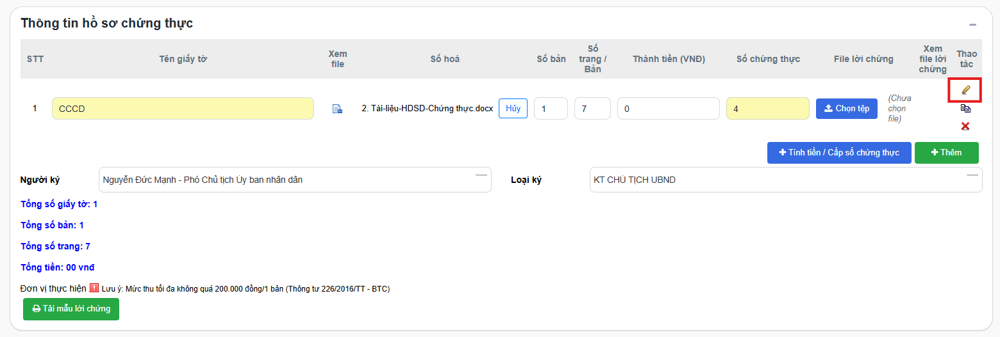 Thông tin hồ sơ chứng thực
STT Tên giấy tờ Xem file Số hoá Số bản Số trang / Bản Thành tiền (VNĐ) Số chứng thực File lời chứng Xem file lời chứng Thao tác
1 CCCD 2. Tài-liệu-HDSD-Chứng thực.docx Hủy 1 7 0 4 Chọn tệp (Chưa chọn file)
Tính tiền / Cấp số chứng thực Thêm
Người ký Nguyễn Đức Mạnh - Phó Chủ tịch Ủy ban nhân dân Loại ký KT CHỦ TỊCH UBND
Tổng số giấy tờ: 1
Tổng số bản: 1
Tổng số trang: 7
Tổng tiền: 00 vnđ
Đơn vị thực hiện Lưu ý: Mức thu tối đa không quá 200.000 đồng/1 bản (Thông tư 226/2016/TT - BTC)
Tải mẫu lời chứng